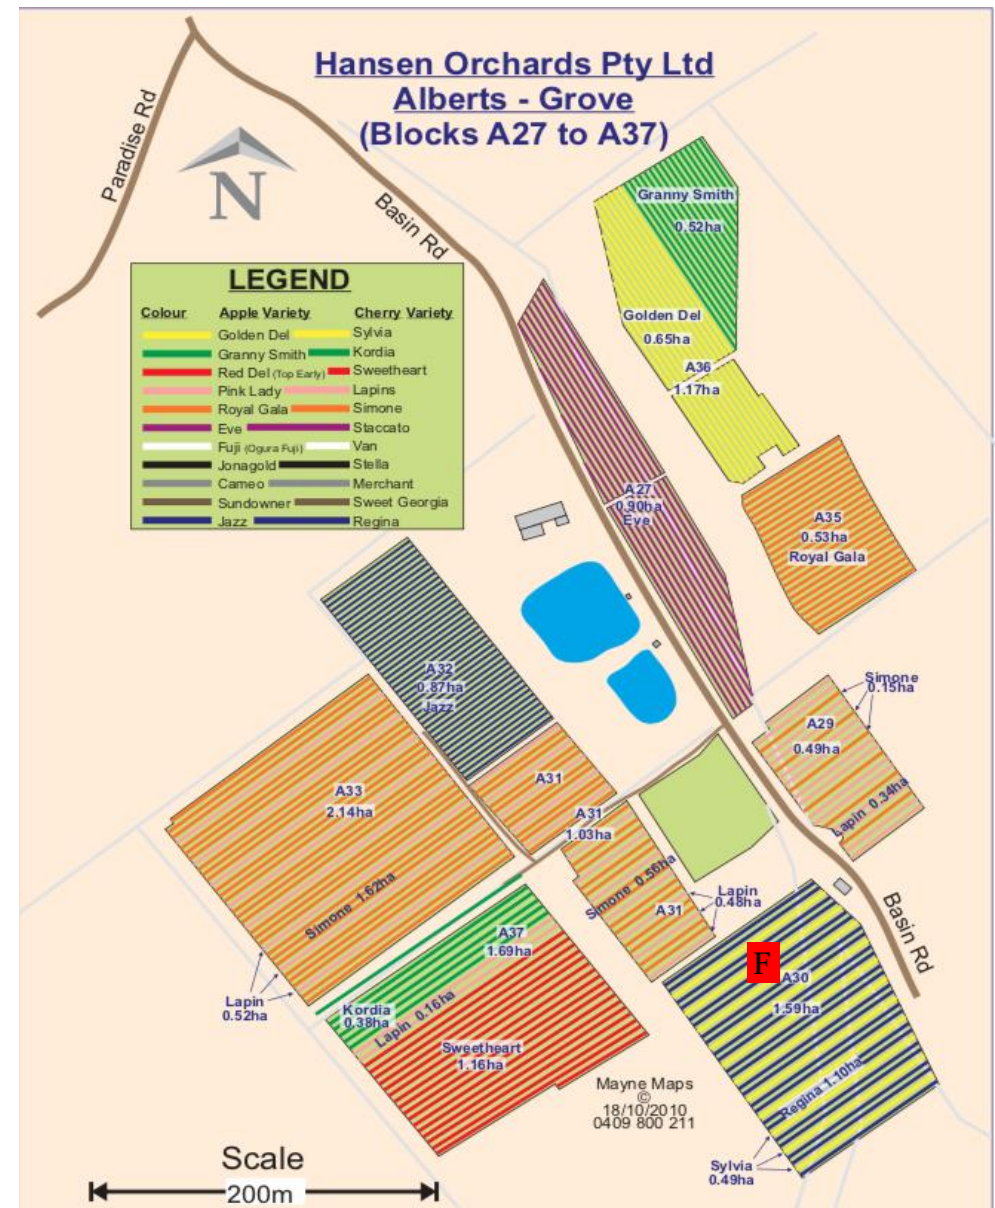 Hansen Orchards Pty Ltd
Alberts - Grove
(Blocks A27 to A37)
Paradise Rd
N
Basin Rd
LEGEND
Colour Apple Variety Cherry Variety
Golden Del Sylvia
Granny Smith Kordia
Red Del (Top Early) Sweetheart
Pink Lady Lapins
Royal Gala Simone
Eve Staccato
Fuji (Ogura Fuji) Van
Jonagold Stella
Cameo Merchant
Sundowner Sweet Georgia
Jazz Regina
Granny Smith
0.52ha
Golden Del
0.65ha
A36
1.17ha
A27
0.90ha
Eve
A35
0.53ha
Royal Gala
A32
0.87ha
Jazz
Simone
0.15ha
A29
0.49ha
Lapin 0.34ha
A33
2.14ha
Simone 1.62ha
Lapin
0.52ha
A31
A31
1.03ha
Simone 0.56ha
A31
Lapin
0.48ha
Basin Rd
A37
1.69ha
Kordia
0.38ha
Lapin 0.16ha
Sweetheart
1.16ha
F
A30
1.59ha
Regina 1.10ha
Sylvia
0.49ha
Mayne Maps
©
18/10/2010
0409 800 211
Scale
200m